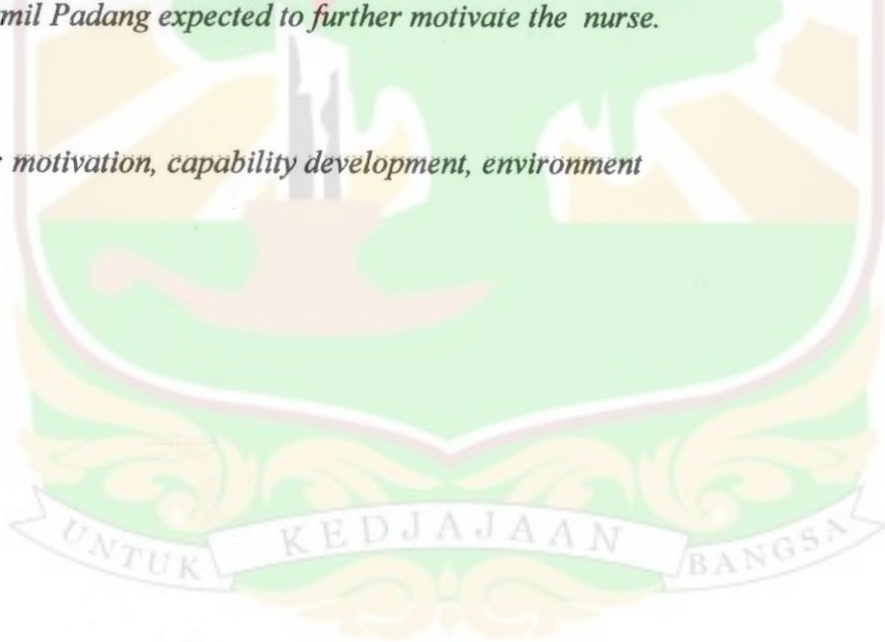 mil Padang expected to further motivate the nurse.
: motivation, capability development, environment
UNTUK KEDJAJAAN BANGSA